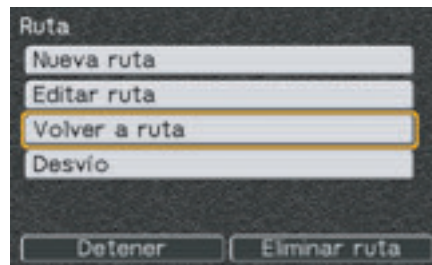 Ruta
Nueva ruta
Editar ruta
Volver a ruta
Desvío
Detener Eliminar ruta